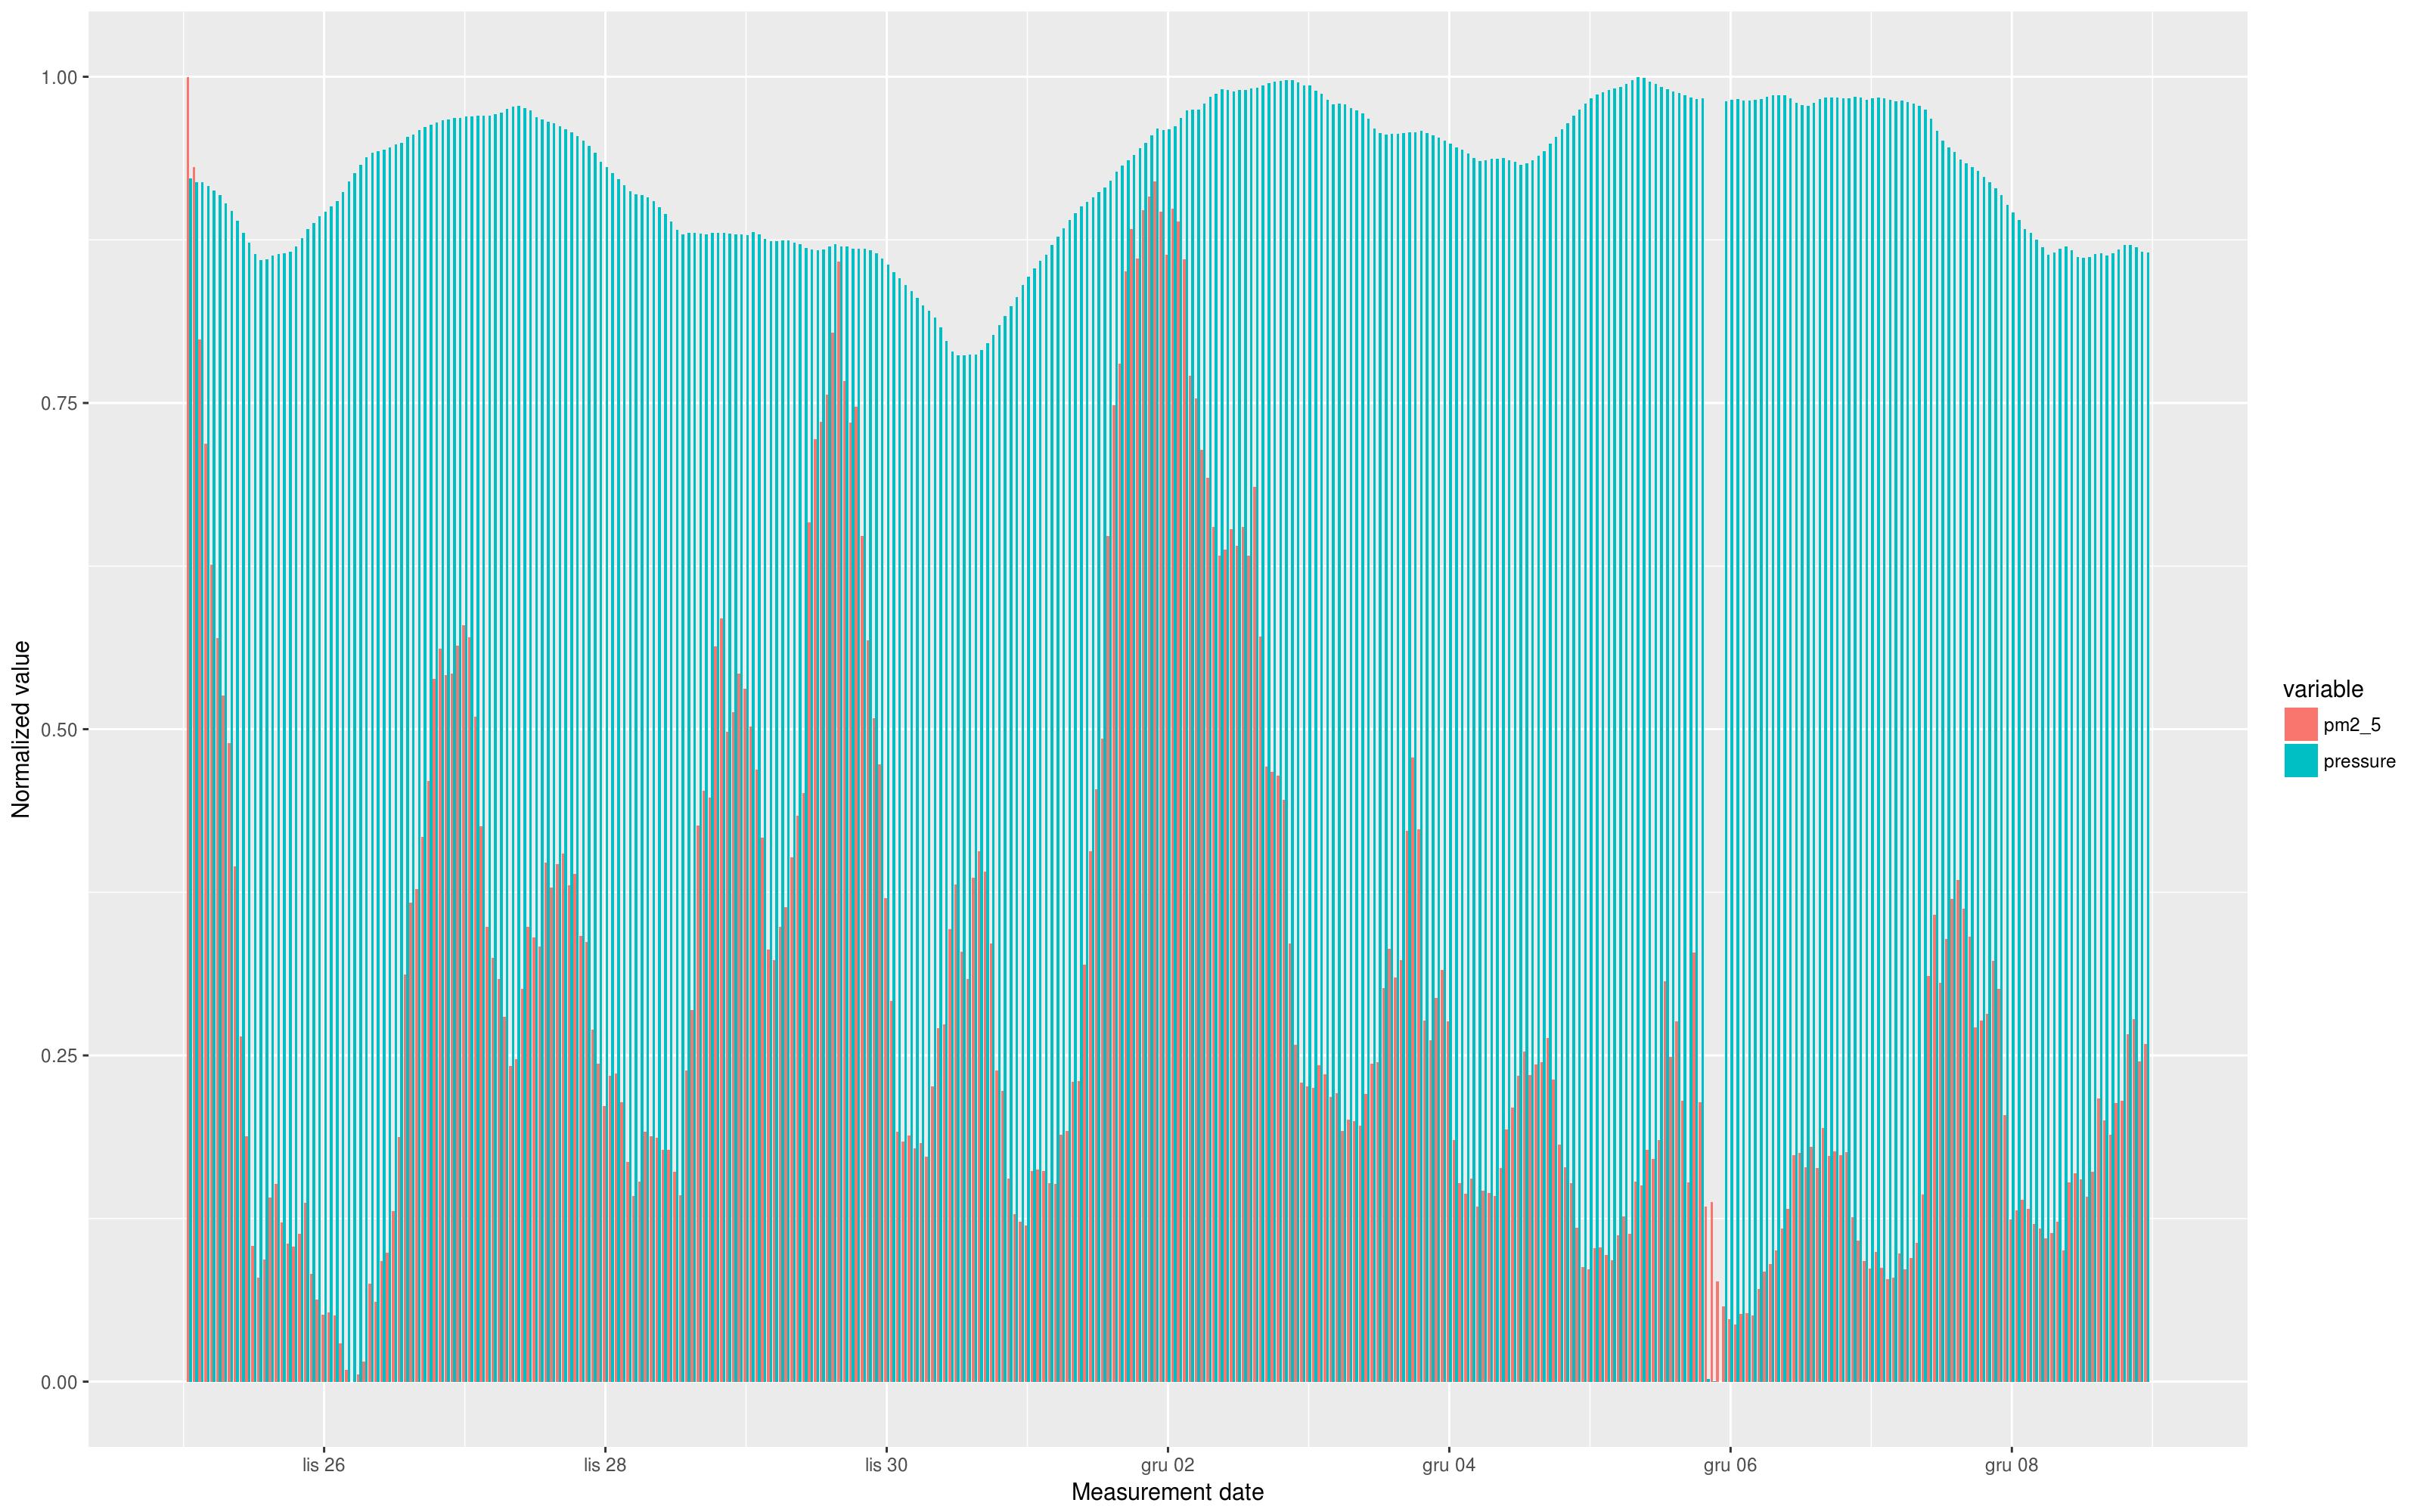 Normalized value
1.00
0.75
0.50
0.25
0.00
lis 26
lis 28
lis 30
gru 02
gru 04
gru 06
gru 08
Measurement date
variable
pm2_5
pressure